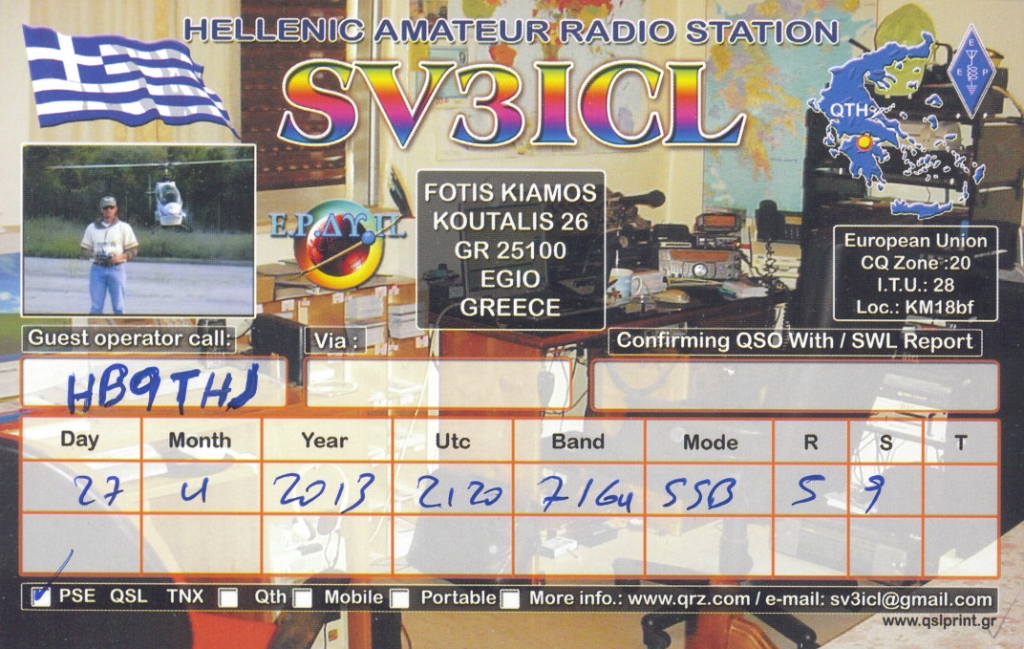 HELLENIC AMATEUR RADIO STATION
SV3ICL
QTH
E E P
Ε.Ρ.ΔΥ.Π.
FOTIS KIAMOS
KOUTALIS 26
GR 25100
EGIO
GREECE
European Union
CQ Zone :20
I.T.U.: 28
Loc.: KM18bf
Guest operator call: Via : Confirming QSO With / SWL Report
HB9THJ
Day Month Year Utc Band Mode R S T
27 4 2013 2120 SSB 5 9
PSE QSL TNX Qth Mobile Portable More info.: www.qrz.com / e-mail: sv3icl@gmail.com
www.qslprint.gr